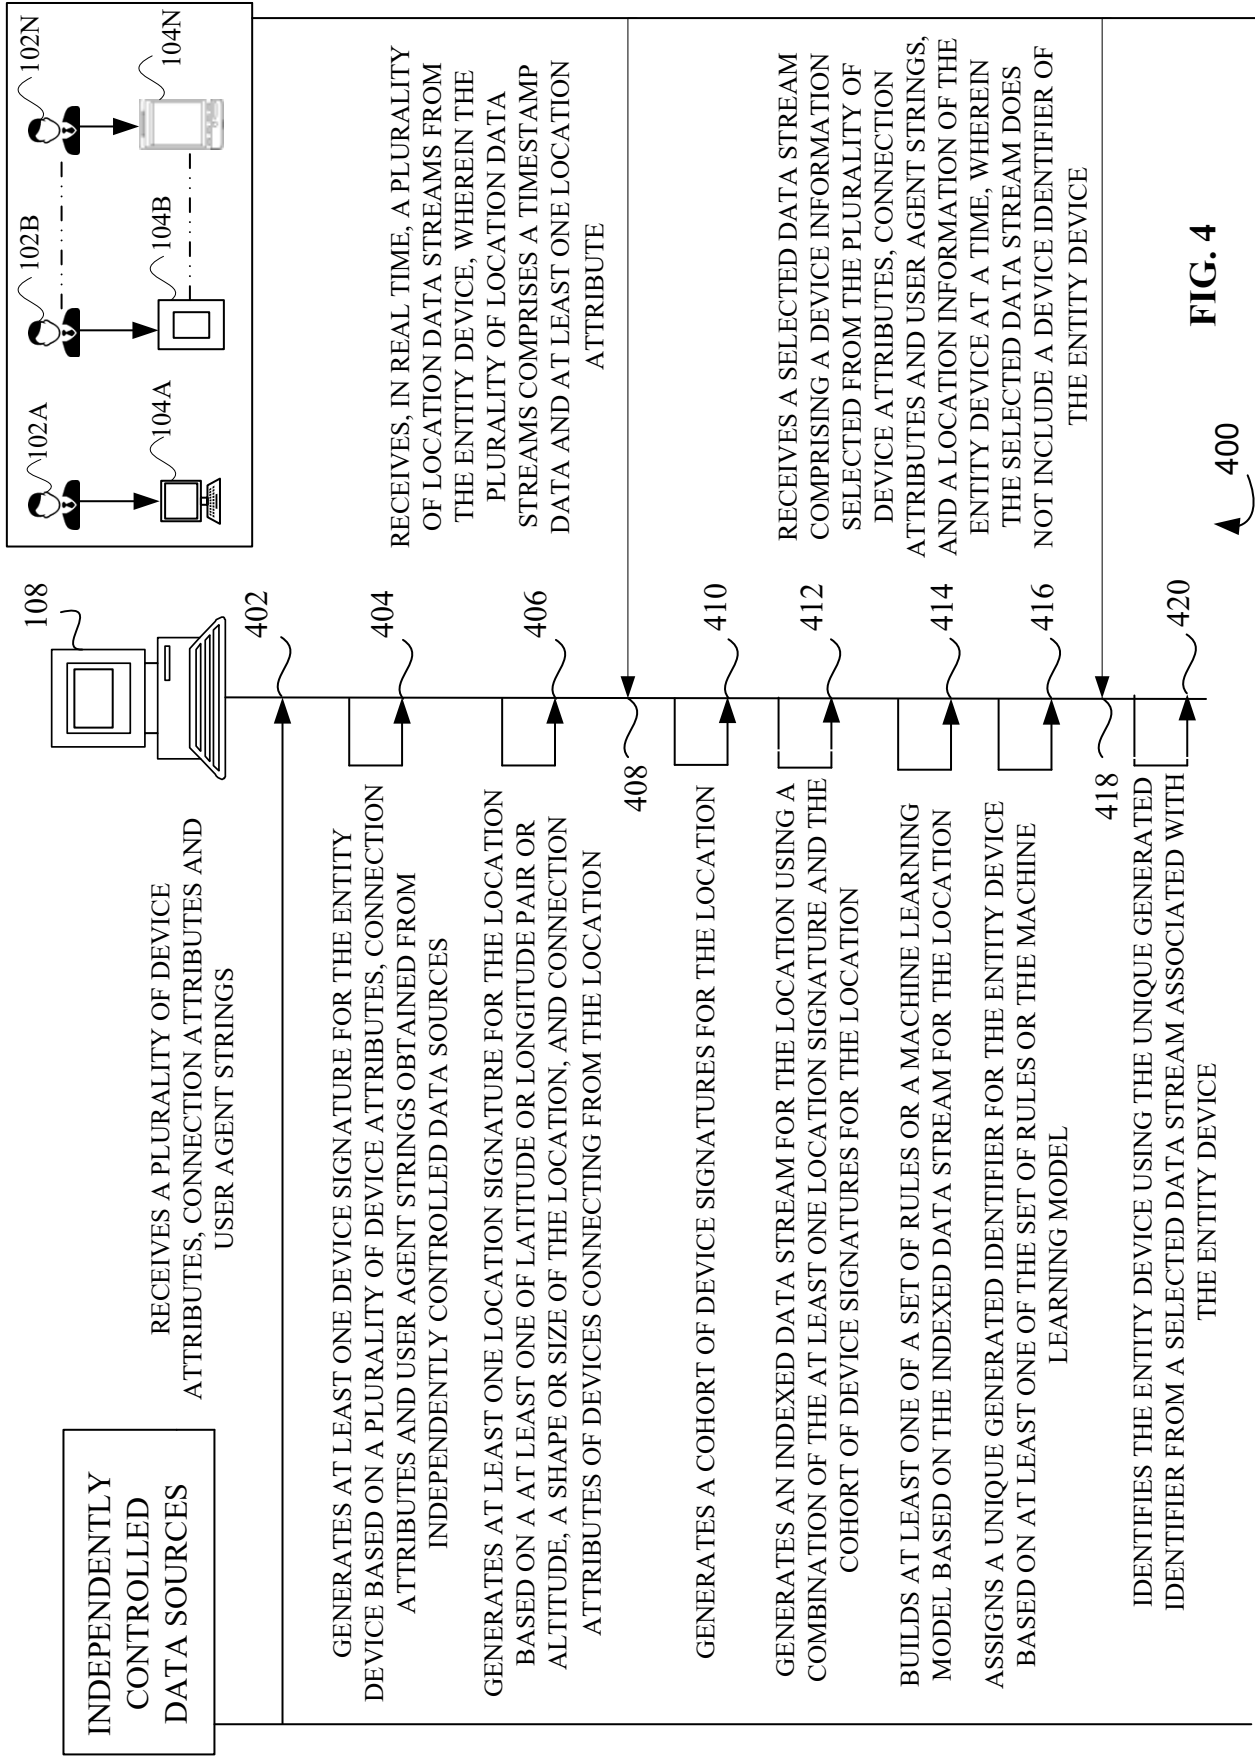 INDEPENDENTLY
CONTROLLED
DATA SOURCES
108
102A
104A
102B
104B
102N
104N
RECEIVES A PLURALITY OF DEVICE
ATTRIBUTES, CONNECTION ATTRIBUTES AND
USER AGENT STRINGS
402
GENERATES AT LEAST ONE DEVICE SIGNATURE FOR THE ENTITY
DEVICE BASED ON A PLURALITY OF DEVICE ATTRIBUTES, CONNECTION
ATTRIBUTES AND USER AGENT STRINGS OBTAINED FROM
INDEPENDENTLY CONTROLLED DATA SOURCES
404
GENERATES AT LEAST ONE LOCATION SIGNATURE FOR THE LOCATION
BASED ON A AT LEAST ONE OF LATITUDE OR LONGITUDE PAIR OR
ALTITUDE, A SHAPE OR SIZE OF THE LOCATION, AND CONNECTION
ATTRIBUTES OF DEVICES CONNECTING FROM THE LOCATION
406
RECEIVES, IN REAL TIME, A PLURALITY
OF LOCATION DATA STREAMS FROM
THE ENTITY DEVICE, WHEREIN THE
PLURALITY OF LOCATION DATA
STREAMS COMPRISES A TIMESTAMP
DATA AND AT LEAST ONE LOCATION
ATTRIBUTE
408
GENERATES A COHORT OF DEVICE SIGNATURES FOR THE LOCATION
410
GENERATES AN INDEXED DATA STREAM FOR THE LOCATION USING A
COMBINATION OF THE AT LEAST ONE LOCATION SIGNATURE AND THE
COHORT OF DEVICE SIGNATURES FOR THE LOCATION
412
BUILDS AT LEAST ONE OF A SET OF RULES OR A MACHINE LEARNING
MODEL BASED ON THE INDEXED DATA STREAM FOR THE LOCATION
414
ASSIGNS A UNIQUE GENERATED IDENTIFIER FOR THE ENTITY DEVICE
BASED ON AT LEAST ONE OF THE SET OF RULES OR THE MACHINE
LEARNING MODEL
416
RECEIVES A SELECTED DATA STREAM
COMPRISING A DEVICE INFORMATION
SELECTED FROM THE PLURALITY OF
DEVICE ATTRIBUTES, CONNECTION
ATTRIBUTES AND USER AGENT STRINGS,
AND A LOCATION INFORMATION OF THE
ENTITY DEVICE AT A TIME, WHEREIN
THE SELECTED DATA STREAM DOES
NOT INCLUDE A DEVICE IDENTIFIER OF
THE ENTITY DEVICE
418
IDENTIFIES THE ENTITY DEVICE USING THE UNIQUE GENERATED
IDENTIFIER FROM A SELECTED DATA STREAM ASSOCIATED WITH
THE ENTITY DEVICE
420
400
FIG. 4